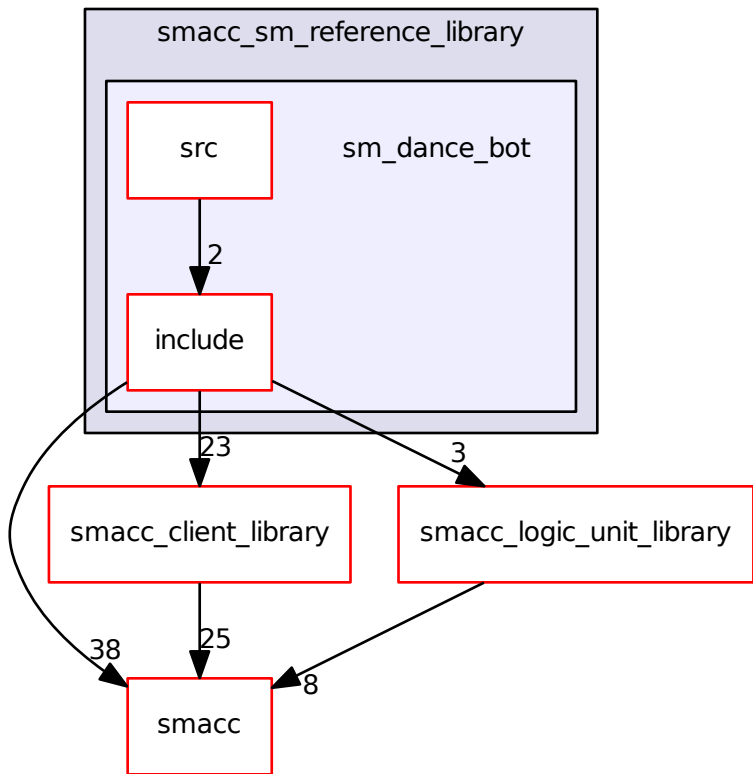 smacc_sm_reference_library
src
sm_dance_bot
2
include
23
3
smacc_client_library
smacc_logic_unit_library
38
25
8
smacc